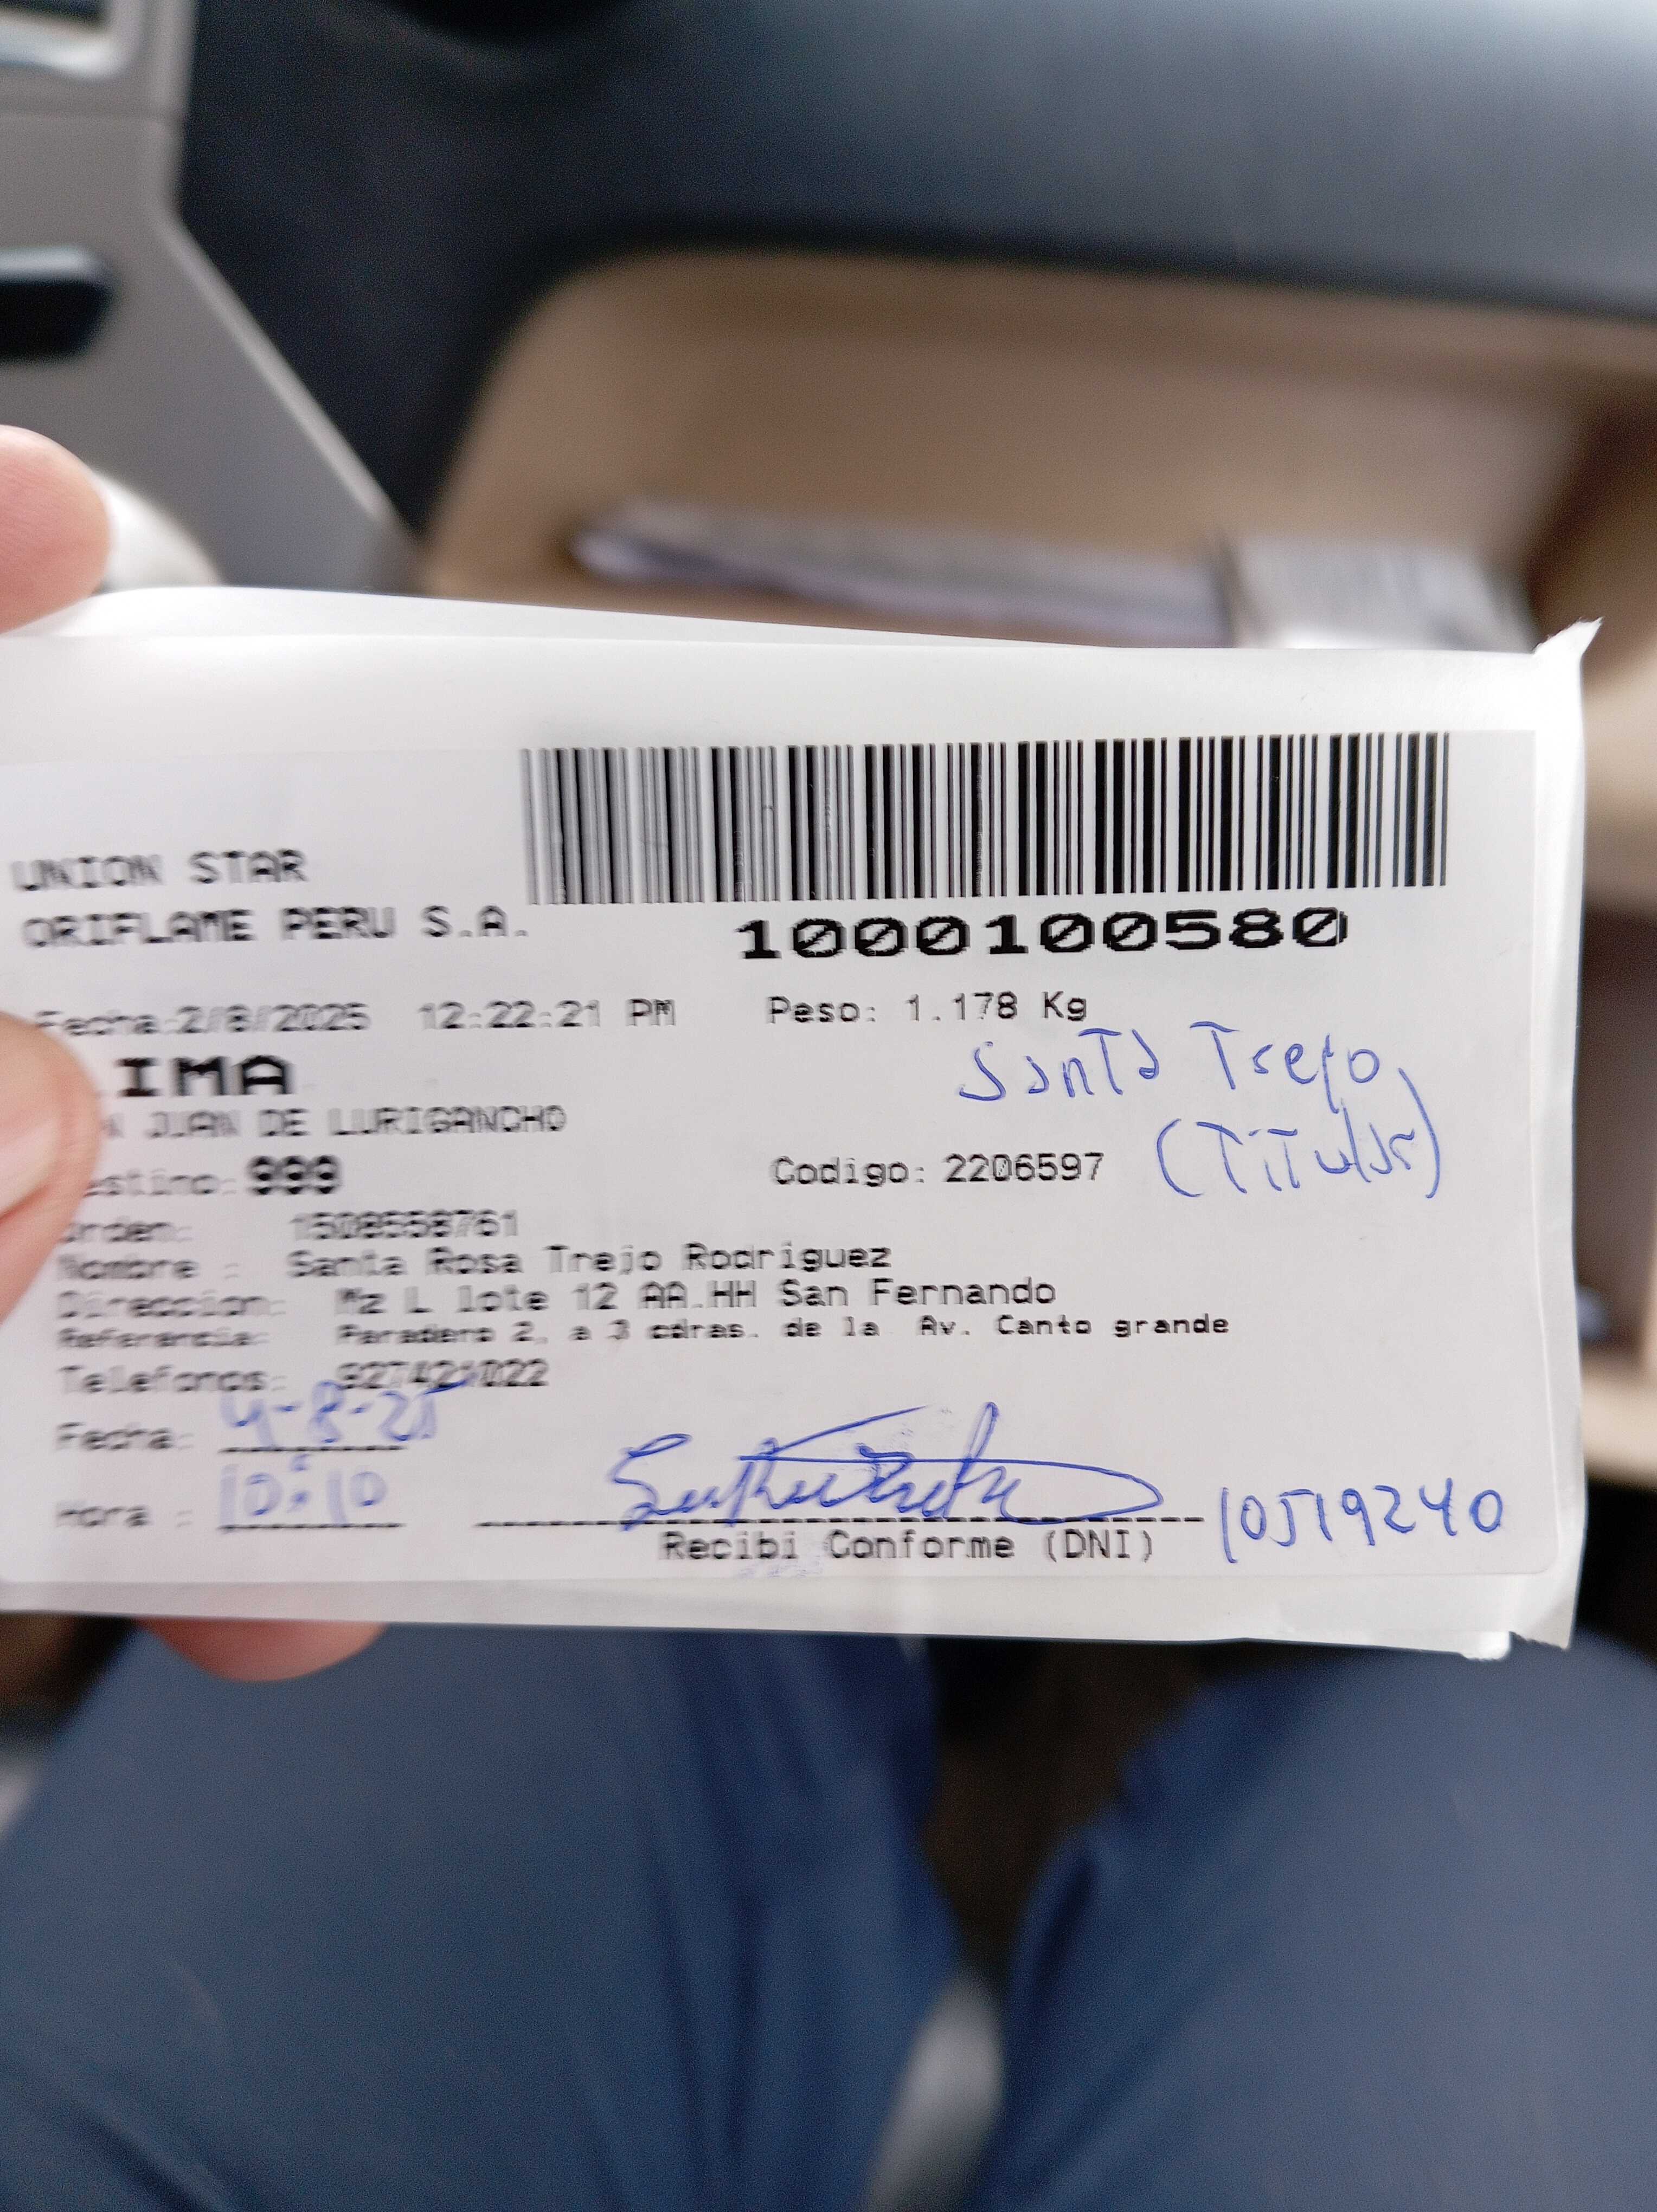 UNION STAR
ORIFLAME PERU S.A.
1000100580
Fecha:2/8/2025 12:22:21 PM Peso: 1.178 Kg
IMA
N JUAN DE LURIGANCHO
Santa Trejo
(Titular)
estino: 999 Codigo: 2206597
Orden: 1508558761
Nombre : Santa Rosa Trejo Rodriguez
Direccion: Mz L lote 12 AA.HH San Fernando
Referencia: Paradero 2, a 3 cdras. de la Av. Canto grande
Telefonos: 927421022
Fecha: 4-8-25
Hora : 10:10
Recibi Conforme (DNI) 10519240